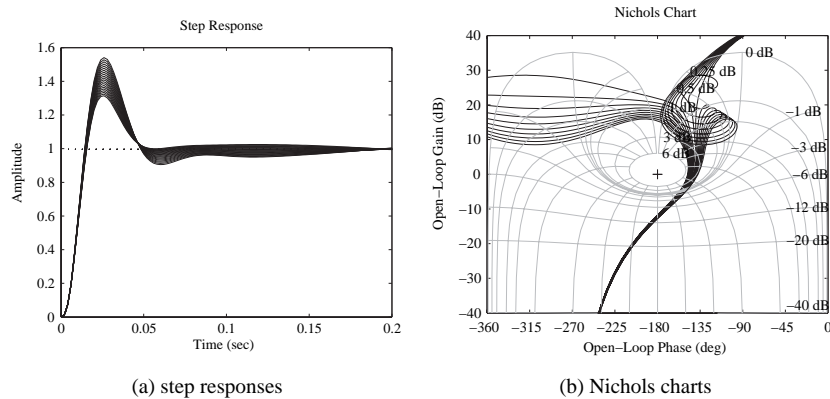 Step Response
Amplitude
1.6
1.4
1.2
1
0.8
0.6
0.4
0.2
0
0 0.05 0.1 0.15 0.2
Time (sec)
(a) step responses
Nichols Chart
Open−Loop Gain (dB)
40
30
20
10
0
−10
−20
−30
−40
0 dB
0.25 dB
0.5 dB
1 dB
3 dB
6 dB
−1 dB
−3 dB
−6 dB
−12 dB
−20 dB
−40 dB
−360 −315 −270 −225 −180 −135 −90 −45 0
Open−Loop Phase (deg)
(b) Nichols charts